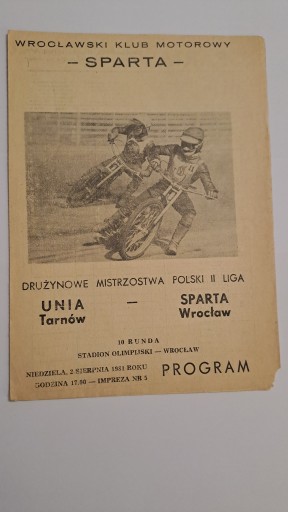 WROCŁAWSKI KLUB MOTOROWY
– SPARTA –
DRUŻYNOWE MISTRZOSTWA POLSKI II LIGA
UNIA — SPARTA
Tarnów Wrocław
10 RUNDA
STADION OLIMPIJSKI — WROCŁAW
NIEDZIELA, 2 SIERPNIA 1981 ROKU
GODZINA 17.00 — IMPREZA NR 5
PROGRAM